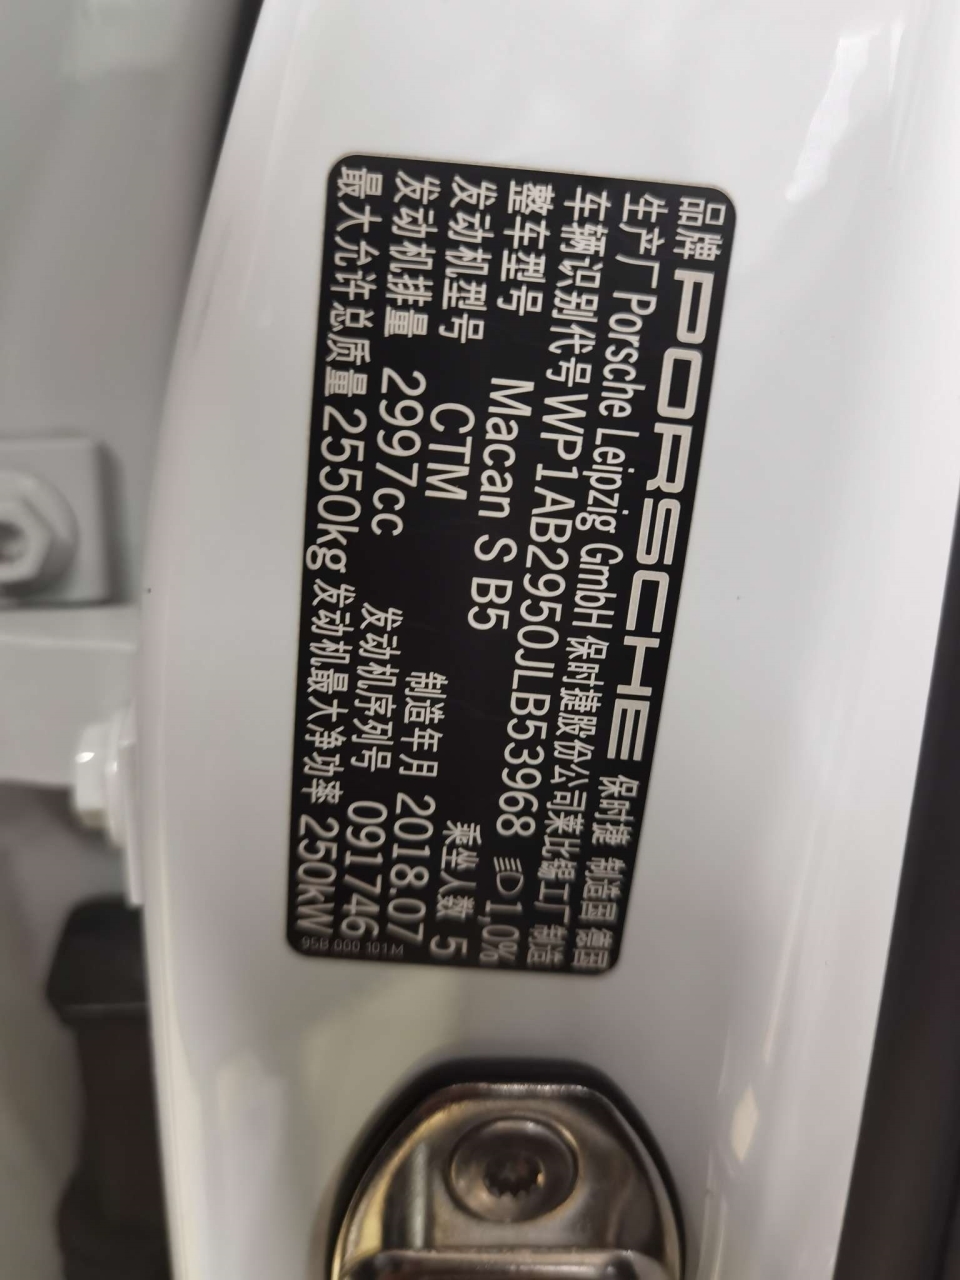 品牌 PORSCHE 保时捷 制造国 德国
生产厂 Porsche Leipzig GmbH 保时捷股份公司莱比锡工厂 制造
车辆识别代号 WP1AB2950JLB53968 1,0%
整车型号 Macan S B5 乘坐人数 5
发动机型号 CTM 制造年月 2018.07
发动机排量 2997cc 发动机序列号 091746
最大允许总质量 2550kg 发动机最大净功率 250kW
95B 000 101.M